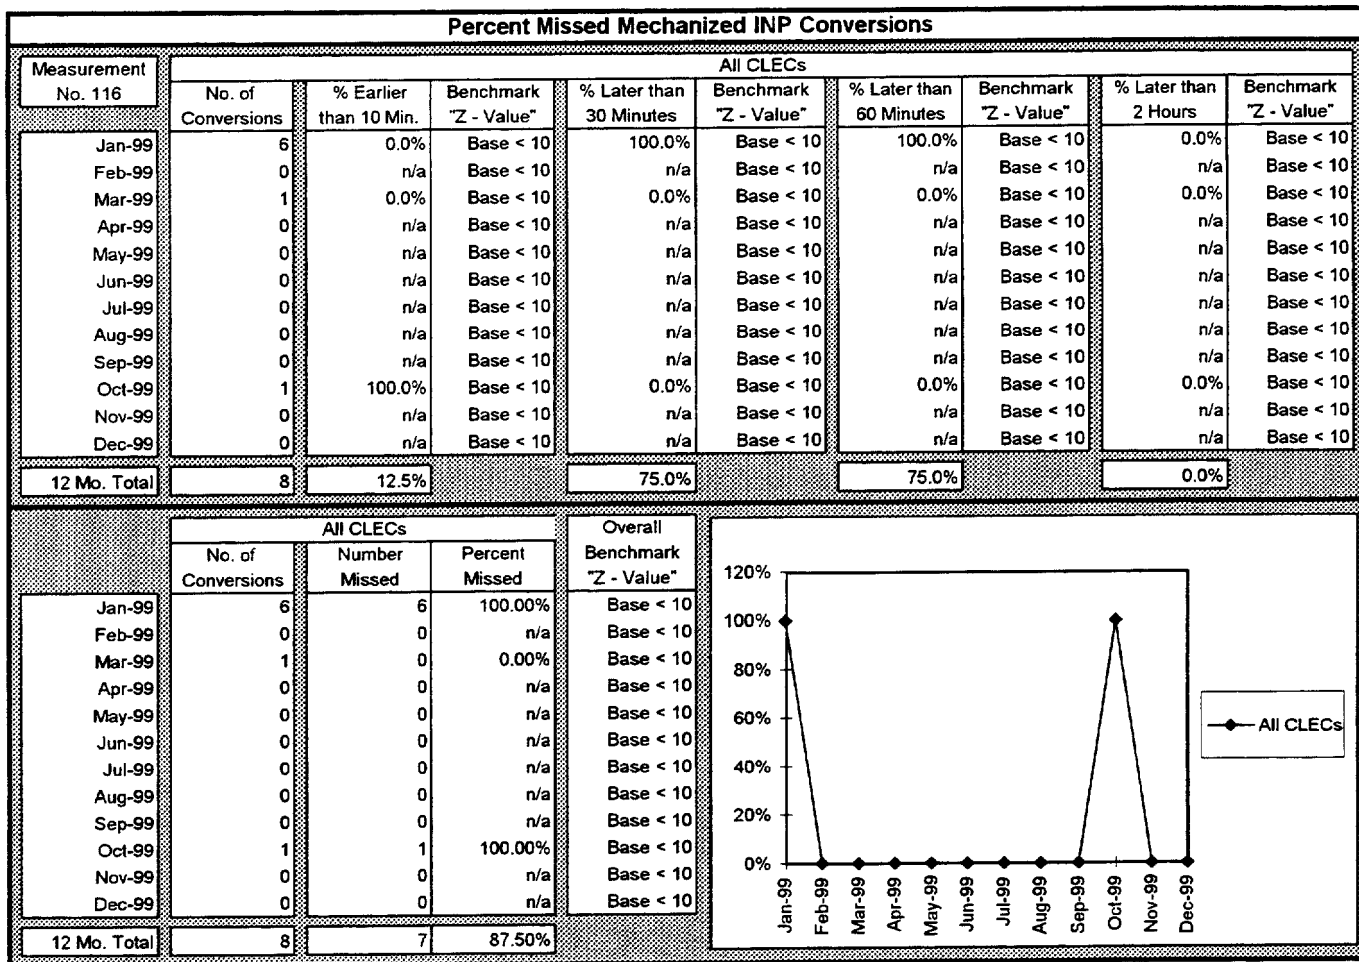 Percent Missed Mechanized INP Conversions
Measurement No. 116
All CLECs
No. of Conversions % Earlier than 10 Min. Benchmark "Z - Value" % Later than 30 Minutes Benchmark "Z - Value" % Later than 60 Minutes Benchmark "Z - Value" % Later than 2 Hours Benchmark "Z - Value"
Jan-99 6 0.0% Base < 10 100.0% Base < 10 100.0% Base < 10 0.0% Base < 10
Feb-99 0 n/a Base < 10 n/a Base < 10 n/a Base < 10 n/a Base < 10
Mar-99 1 0.0% Base < 10 0.0% Base < 10 0.0% Base < 10 0.0% Base < 10
Apr-99 0 n/a Base < 10 n/a Base < 10 n/a Base < 10 n/a Base < 10
May-99 0 n/a Base < 10 n/a Base < 10 n/a Base < 10 n/a Base < 10
Jun-99 0 n/a Base < 10 n/a Base < 10 n/a Base < 10 n/a Base < 10
Jul-99 0 n/a Base < 10 n/a Base < 10 n/a Base < 10 n/a Base < 10
Aug-99 0 n/a Base < 10 n/a Base < 10 n/a Base < 10 n/a Base < 10
Sep-99 0 n/a Base < 10 n/a Base < 10 n/a Base < 10 n/a Base < 10
Oct-99 1 100.0% Base < 10 0.0% Base < 10 0.0% Base < 10 0.0% Base < 10
Nov-99 0 n/a Base < 10 n/a Base < 10 n/a Base < 10 n/a Base < 10
Dec-99 0 n/a Base < 10 n/a Base < 10 n/a Base < 10 n/a Base < 10
12 Mo. Total 8 12.5% 75.0% 75.0% 0.0%
All CLECs
No. of Conversions Number Missed Percent Missed Overall Benchmark "Z - Value"
Jan-99 6 6 100.00% Base < 10
Feb-99 0 0 n/a Base < 10
Mar-99 1 0 0.00% Base < 10
Apr-99 0 0 n/a Base < 10
May-99 0 0 n/a Base < 10
Jun-99 0 0 n/a Base < 10
Jul-99 0 0 n/a Base < 10
Aug-99 0 0 n/a Base < 10
Sep-99 0 0 n/a Base < 10
Oct-99 1 1 100.00% Base < 10
Nov-99 0 0 n/a Base < 10
Dec-99 0 0 n/a Base < 10
12 Mo. Total 8 7 87.50%
120%
100%
80%
60%
40%
20%
0%
Jan-99 Feb-99 Mar-99 Apr-99 May-99 Jun-99 Jul-99 Aug-99 Sep-99 Oct-99 Nov-99 Dec-99
All CLECs